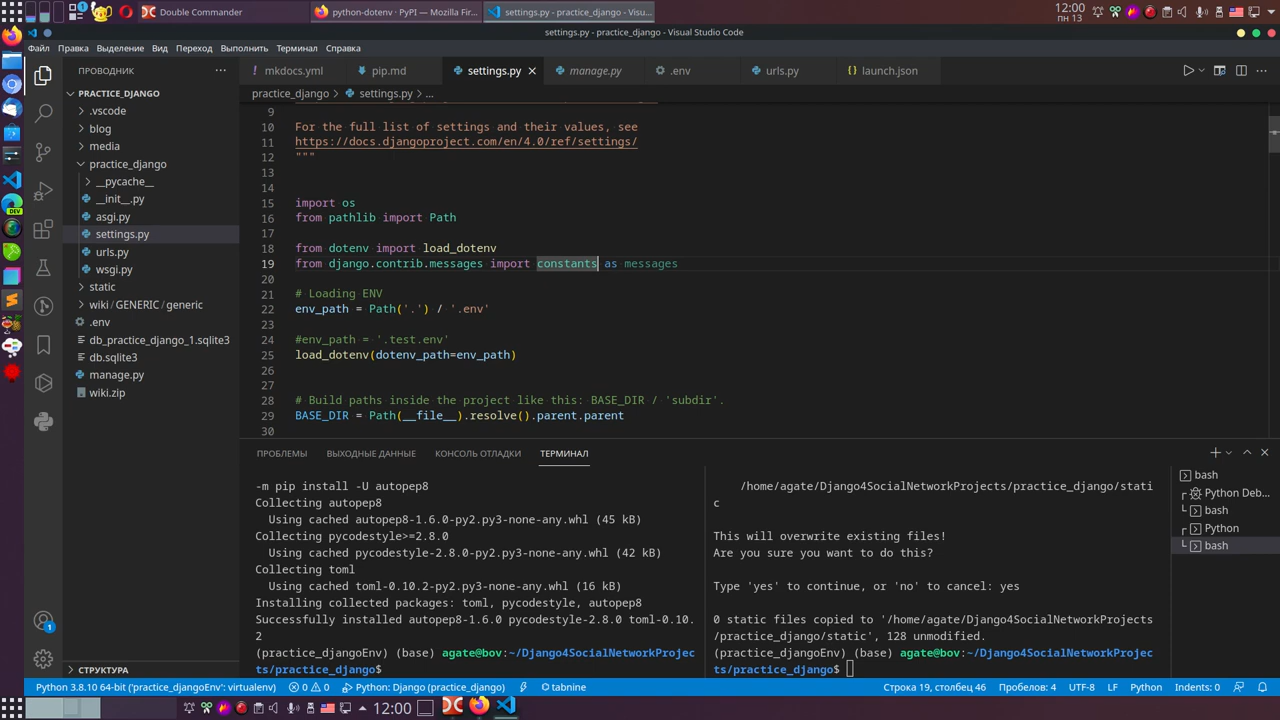 Double Commander
python-dotenv · PyPI — Mozilla Fir...
settings.py - practice_django - Vis...
12:00
пн 13
settings.py - practice_django - Visual Studio Code
Файл Правка Выделение Вид Переход Выполнить Терминал Справка
ПРОВОДНИК
mkdocs.yml
pip.md
settings.py
manage.py
.env
urls.py
launch.json
practice_django > settings.py > ...
PRACTICE_DJANGO
.vscode
blog
media
practice_django
__pycache__
__init__.py
asgi.py
settings.py
urls.py
wsgi.py
static
wiki / GENERIC / generic
.env
db_practice_django_1.sqlite3
db.sqlite3
manage.py
wiki.zip
СТРУКТУРА
9
10 For the full list of settings and their values, see
11 https://docs.djangoproject.com/en/4.0/ref/settings/
12 """
13
14
15 import os
16 from pathlib import Path
17
18 from dotenv import load_dotenv
19 from django.contrib.messages import constants as messages
20
21 # Loading ENV
22 env_path = Path('.') / '.env'
23
24 #env_path = '.test.env'
25 load_dotenv(dotenv_path=env_path)
26
27
28 # Build paths inside the project like this: BASE_DIR / 'subdir'.
29 BASE_DIR = Path(__file__).resolve().parent.parent
30
ПРОБЛЕМЫ ВЫХОДНЫЕ ДАННЫЕ КОНСОЛЬ ОТЛАДКИ ТЕРМИНАЛ
-m pip install -U autopep8
Collecting autopep8
Using cached autopep8-1.6.0-py2.py3-none-any.whl (45 kB)
Collecting pycodestyle>=2.8.0
Using cached pycodestyle-2.8.0-py2.py3-none-any.whl (42 kB)
Collecting toml
Using cached toml-0.10.2-py2.py3-none-any.whl (16 kB)
Installing collected packages: toml, pycodestyle, autopep8
Successfully installed autopep8-1.6.0 pycodestyle-2.8.0 toml-0.10.
2
(practice_djangoEnv) (base) agate@bov:~/Django4SocialNetworkProjec
ts/practice_django$
/home/agate/Django4SocialNetworkProjects/practice_django/stati
c
This will overwrite existing files!
Are you sure you want to do this?
Type 'yes' to continue, or 'no' to cancel: yes
0 static files copied to '/home/agate/Django4SocialNetworkProjects
/practice_django/static', 128 unmodified.
(practice_djangoEnv) (base) agate@bov:~/Django4SocialNetworkProjec
ts/practice_django$
bash
Python Deb...
bash
Python
bash
DEV
1
Python 3.8.10 64-bit ('practice_djangoEnv': virtualenv) 0 0 Python: Django (practice_django) tabnine Строка 19, столбец 46 Пробелов: 4 UTF-8 LF Python Indents: 0
12:00